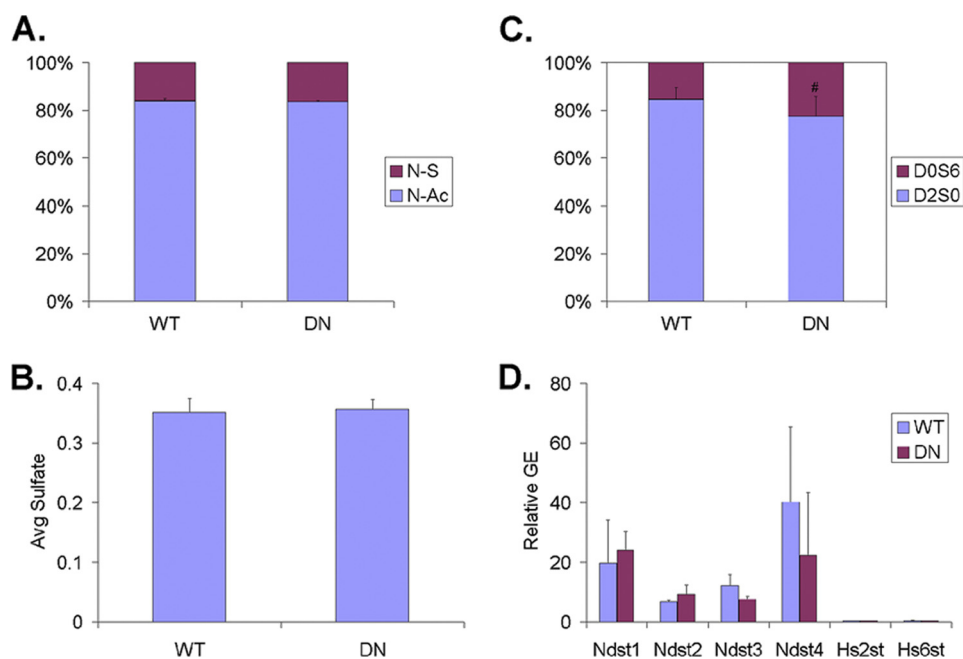 A.
100%
80%
60%
40%
20%
0%
WT
DN
N-S
N-Ac
C.
100%
80%
60%
40%
20%
0%
#
WT
DN
D0S6
D2S0
B.
Avg Sulfate
0.4
0.3
0.2
0.1
0
WT
DN
D.
Relative GE
80
60
40
20
0
WT
DN
Ndst1 Ndst2 Ndst3 Ndst4 Hs2st Hs6st